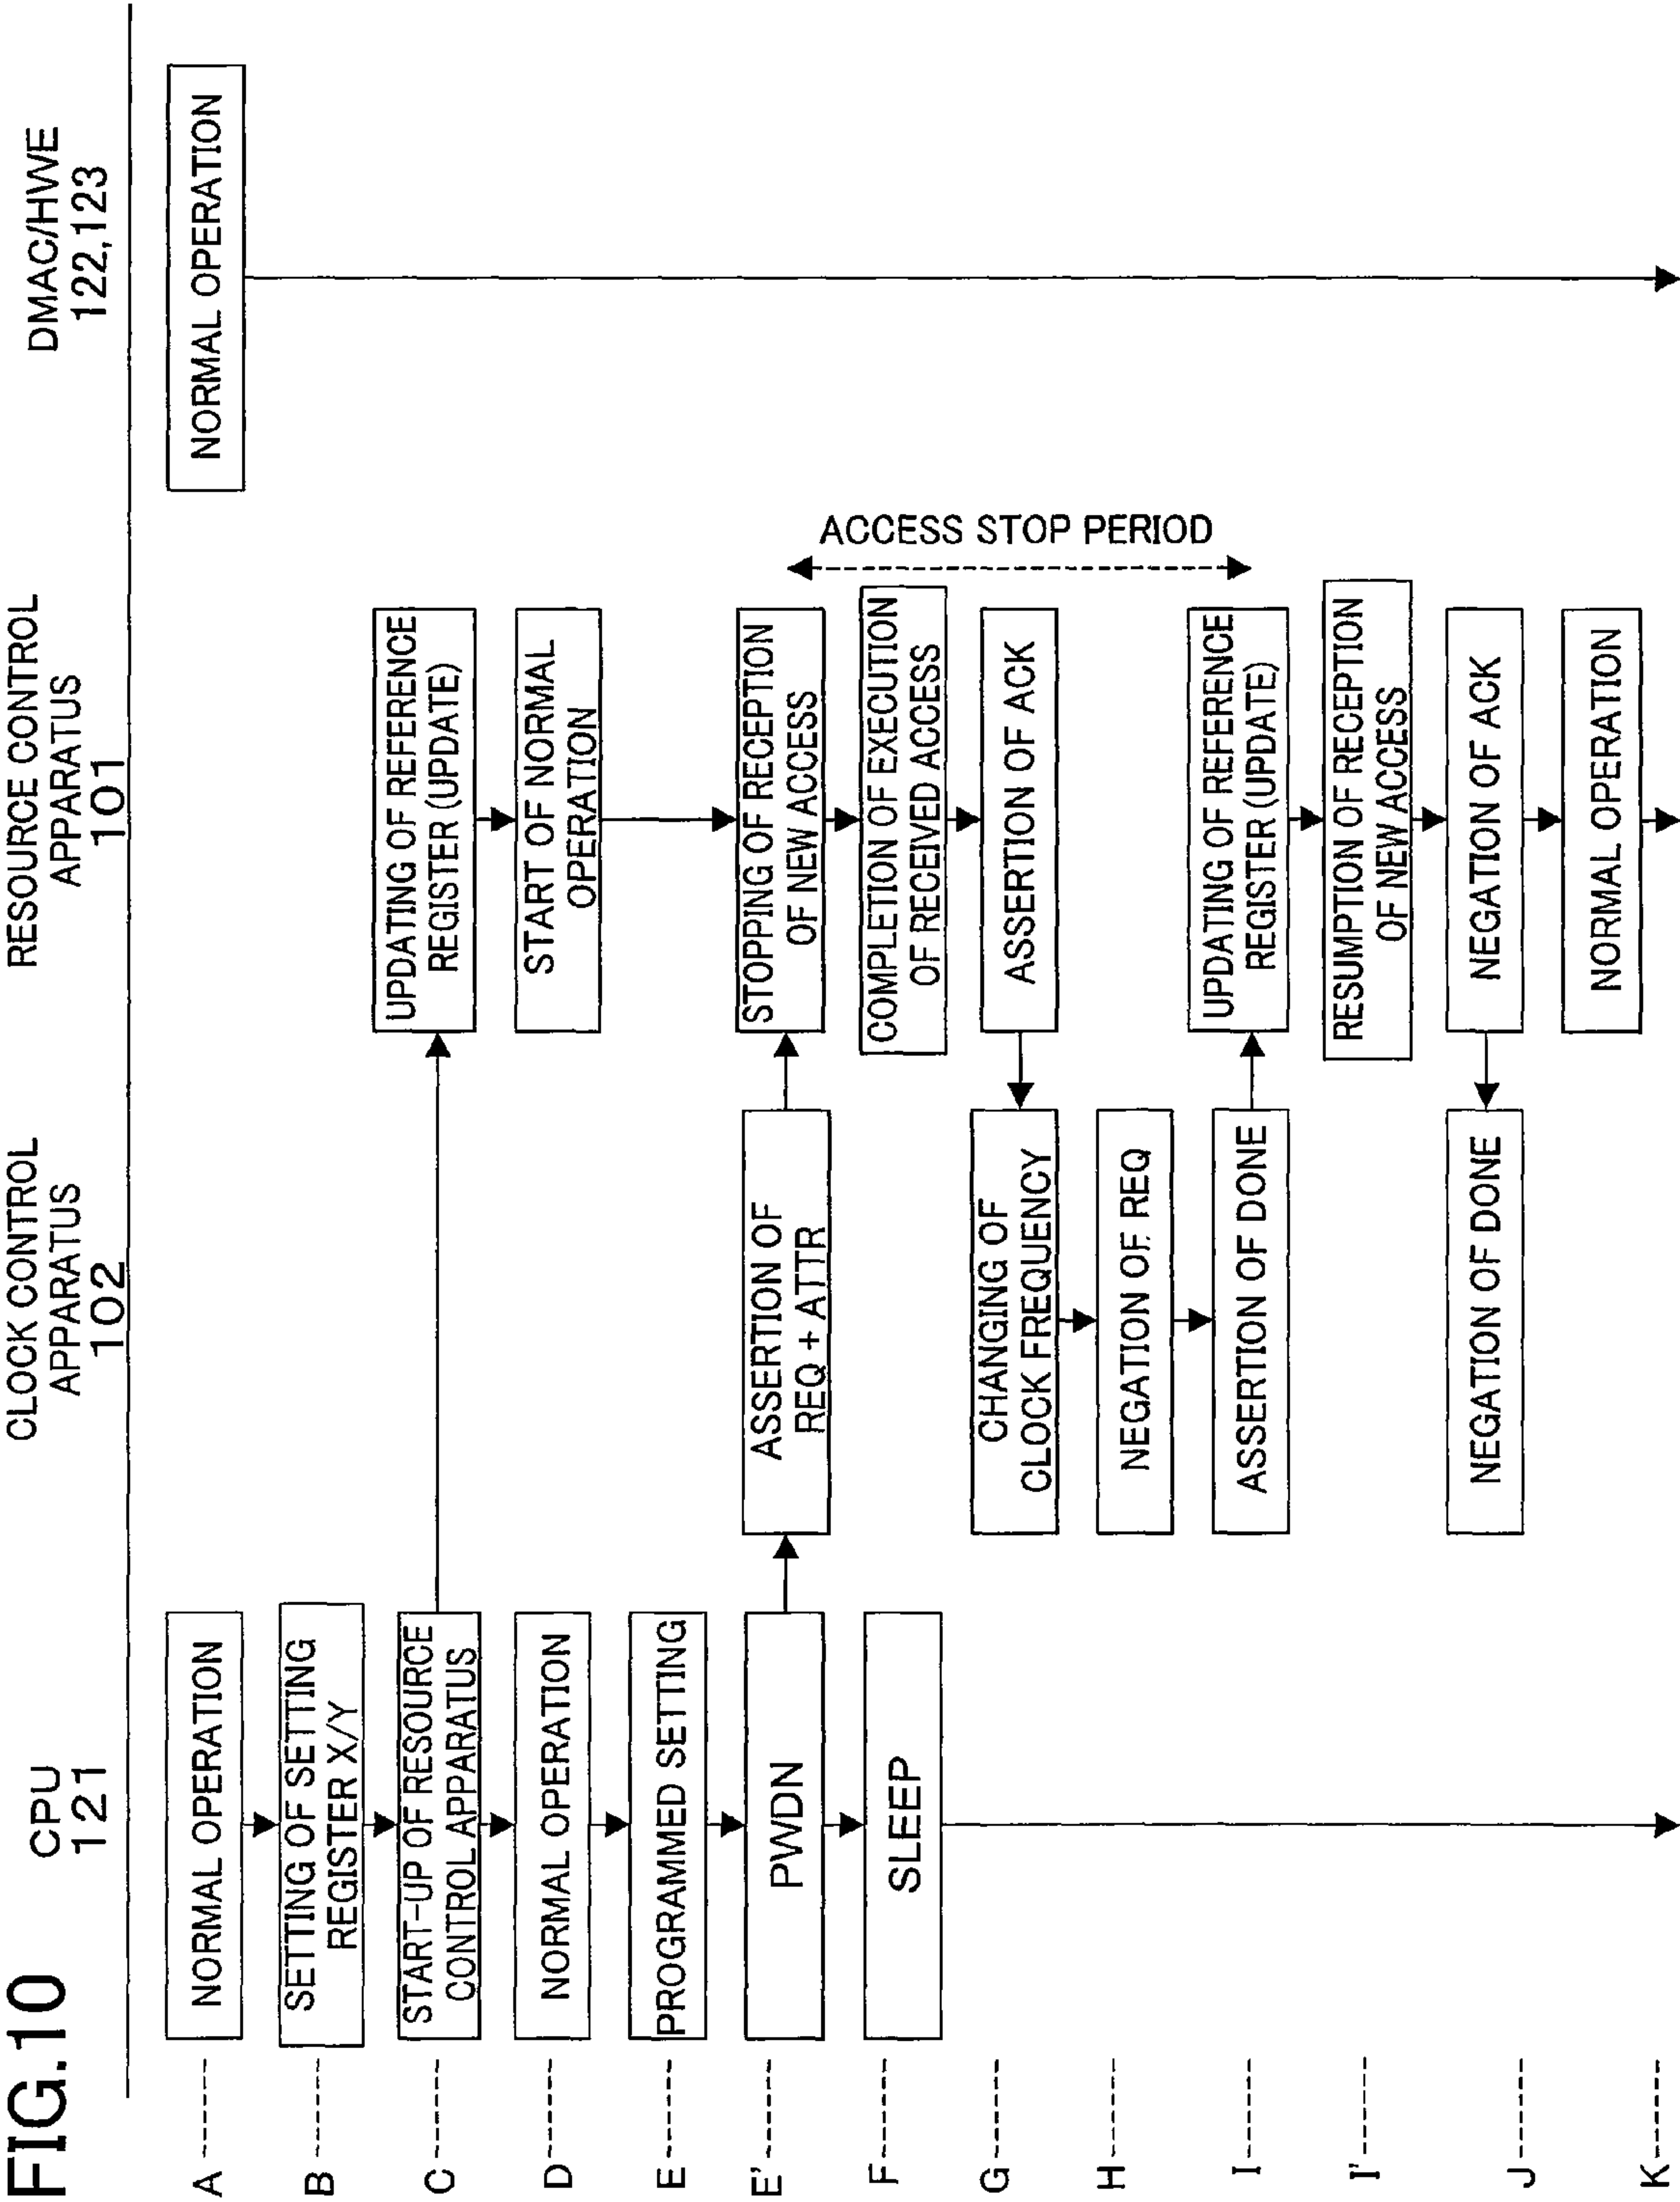 FIG.10
CPU
121
CLOCK CONTROL
APPARATUS
102
RESOURCE CONTROL
APPARATUS
101
DMAC/HWE
122,123
A
NORMAL OPERATION
NORMAL OPERATION
B
SETTING OF SETTING
REGISTER X/Y
C
START-UP OF RESOURCE
CONTROL APPARATUS
UPDATING OF REFERENCE
REGISTER (UPDATE)
D
NORMAL OPERATION
START OF NORMAL
OPERATION
E
PROGRAMMED SETTING
E'
PWDN
ASSERTION OF
REQ + ATTR
STOPPING OF RECEPTION
OF NEW ACCESS
F
SLEEP
COMPLETION OF EXECUTION
OF RECEIVED ACCESS
ACCESS STOP PERIOD
G
CHANGING OF
CLOCK FREQUENCY
ASSERTION OF ACK
H
NEGATION OF REQ
I
ASSERTION OF DONE
UPDATING OF REFERENCE
REGISTER (UPDATE)
I'
RESUMPTION OF RECEPTION
OF NEW ACCESS
J
NEGATION OF DONE
NEGATION OF ACK
K
NORMAL OPERATION